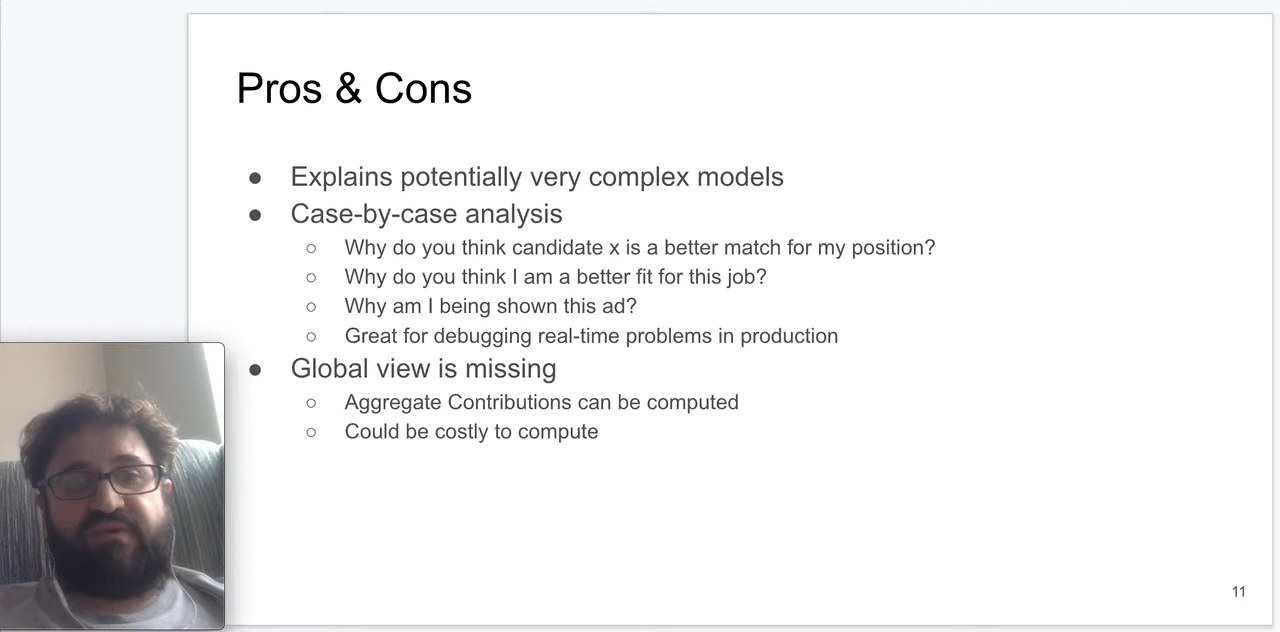 Pros & Cons
● Explains potentially very complex models
● Case-by-case analysis
○ Why do you think candidate x is a better match for my position?
○ Why do you think I am a better fit for this job?
○ Why am I being shown this ad?
○ Great for debugging real-time problems in production
● Global view is missing
○ Aggregate Contributions can be computed
○ Could be costly to compute
11